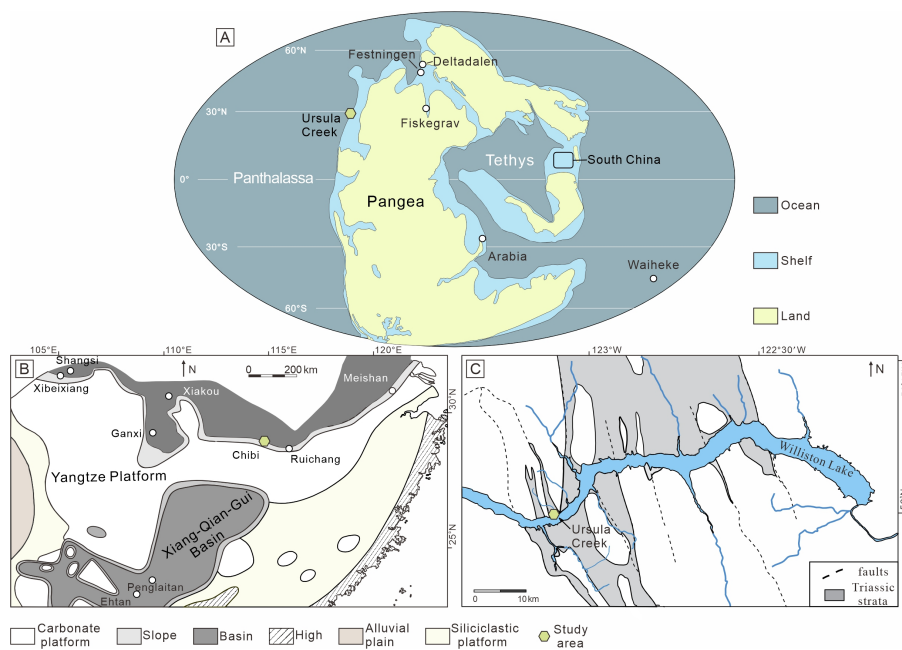 A
60°N
Festningen
Deltadalen
30°N
Ursula
Creek
Fiskegrav
Tethys
South China
0°
Panthalassa
Pangea
Ocean
30°S
Arabia
Shelf
Waiheke
60°S
Land
105°E
110°E
115°E
120°E
B
Shangsi
N
0
200 km
Meishan
Xibeixiang
Xiakou
30°N
Ganxi
Chibi
Ruichang
Yangtze Platform
Xiang-Qian-Gui
Basin
25°N
Penglaitan
Ehtan
C
123°W
122°30'W
N
Williston Lake
Ursula
Creek
0
10 km
faults
Triassic
strata
Carbonate
platform
Slope
Basin
High
Alluvial
plain
Siliciclastic
platform
Study
area